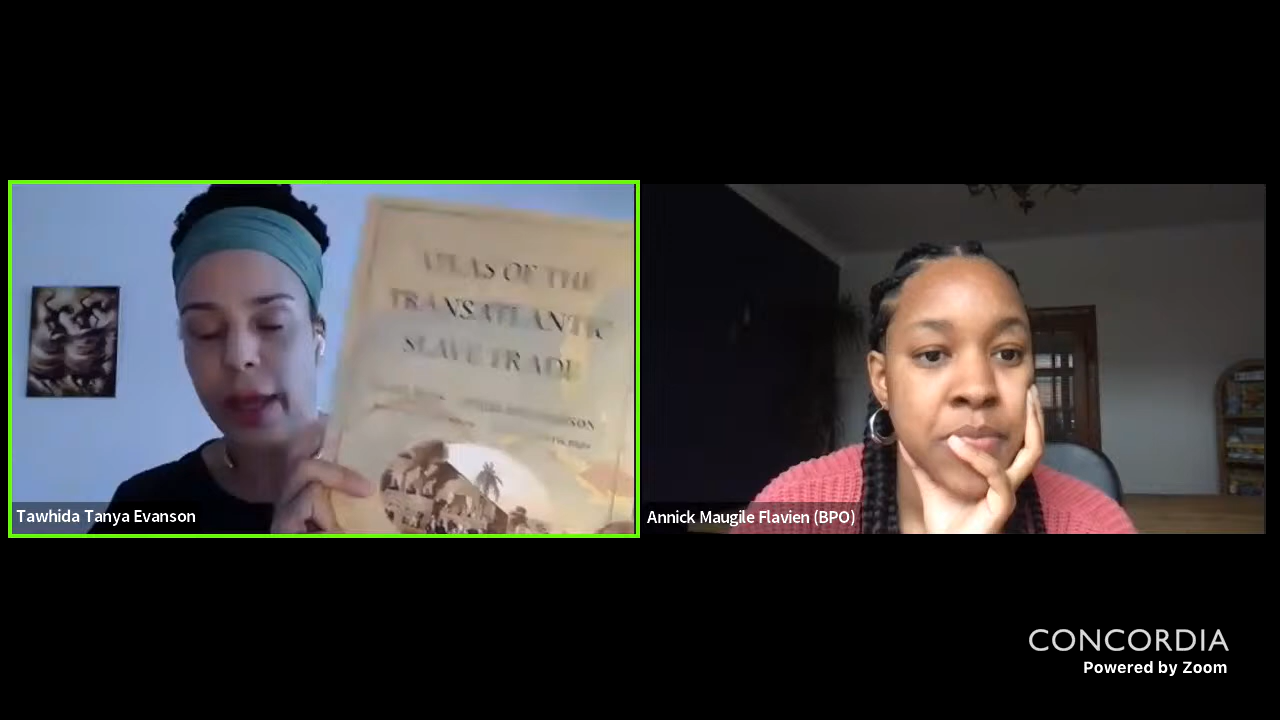 ATLAS OF THE
TRANSATLANTIC
SLAVE TRADE
Tawhida Tanya Evanson
Annick Maugile Flavien (BPO)
CONCORDIA
Powered by Zoom